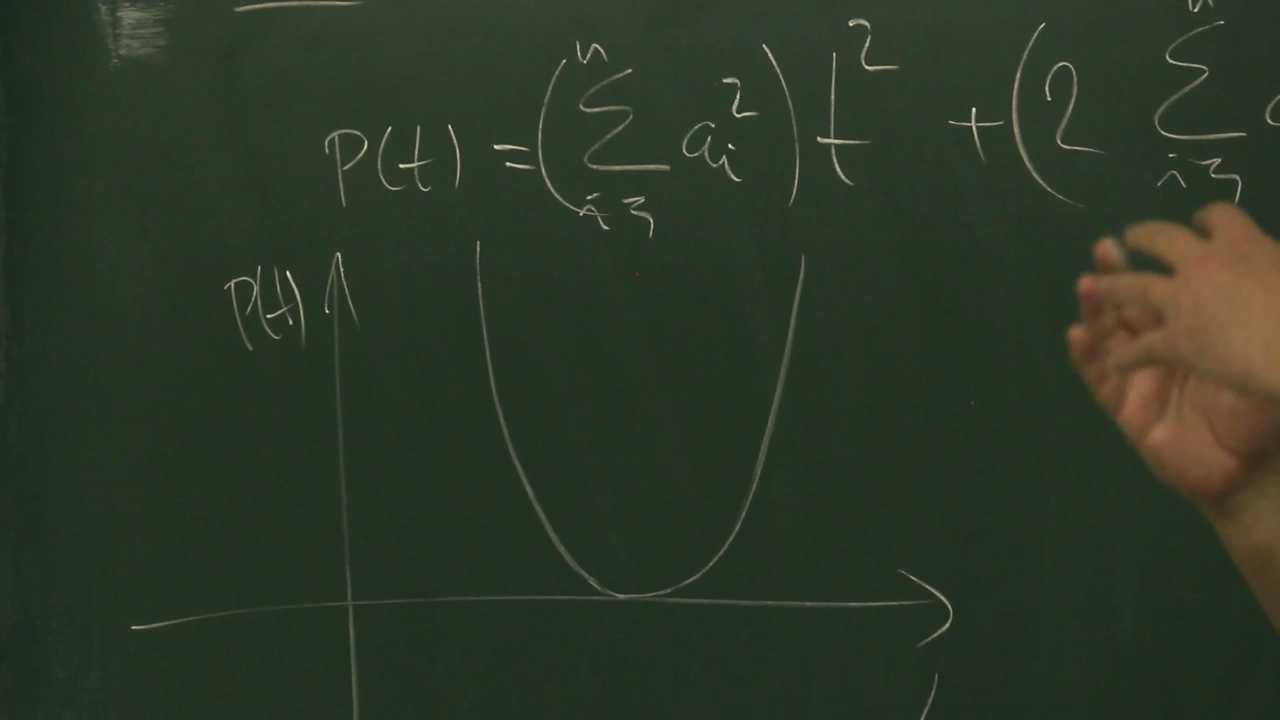 P(t) = (∑_{i=1}^{n} a_i^2) t^2 + (2 ∑_{i=1}^{n}
P(t)